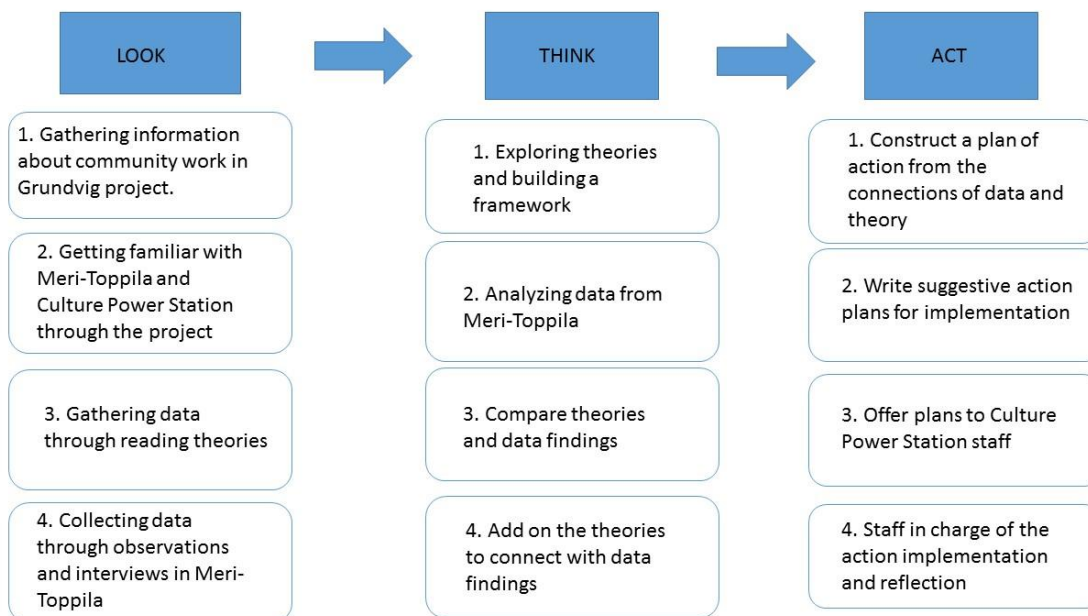 LOOK
THINK
ACT
1. Gathering information
about community work in
Grundvig project.
2. Getting familiar with
Meri-Toppila and
Culture Power Station
through the project
3. Gathering data
through reading theories
4. Collecting data
through observations
and interviews in Meri-
Toppila
1. Exploring theories
and building a
framework
2. Analyzing data from
Meri-Toppila
3. Compare theories
and data findings
4. Add on the theories
to connect with data
findings
1. Construct a plan of
action from the
connections of data and
theory
2. Write suggestive action
plans for implementation
3. Offer plans to Culture
Power Station staff
4. Staff in charge of the
action implementation
and reflection